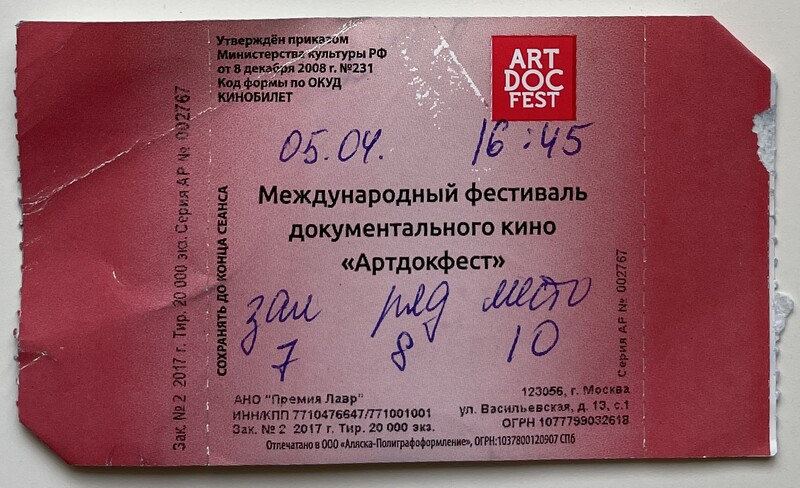 Зак. №2 2017 г. Тир. 20 000 экз. Серия АР № 002767
Утверждён приказом
Министерства культуры РФ
от 8 декабря 2008 г. №231
Код формы по ОКУД
КИНОБИЛЕТ
ART
DOC
FEST
05.04. 16:45
СОХРАНЯТЬ ДО КОНЦА СЕАНСА
Международный фестиваль
документального кино
«Артдокфест»
зал ряд место
7 8 10
Серия АР № 002767
АНО "Премия Лавр"
ИНН/КПП 7710476647/771001001
Зак. № 2 2017 г. Тир. 20 000 экз.
123056, г. Москва
ул. Васильевская, д. 13, с.1
ОГРН 1077799032618
Отпечатано в ООО «Аляска-Полиграфоформление», ОГРН:1037800120907 СПб